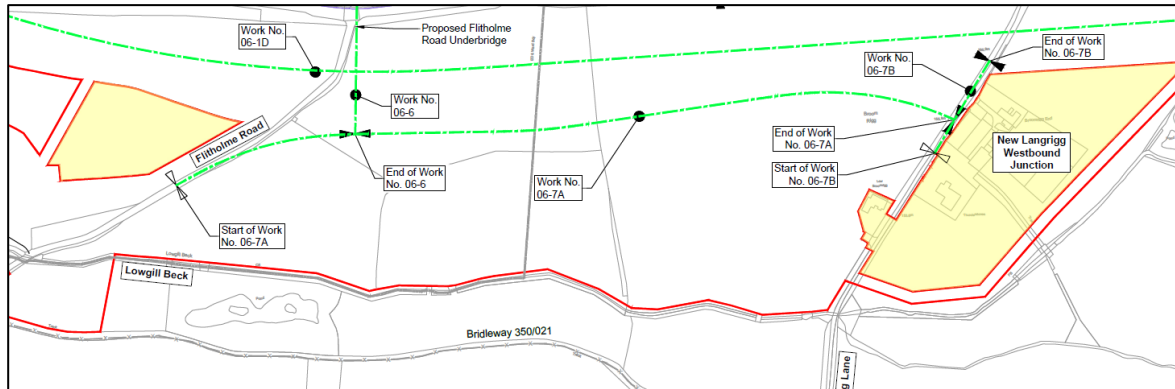 Work No.
06-1D
Proposed Flitholme
Road Underbridge
Work No.
06-7B
End of Work
No. 06-7B
Work No.
06-6
Flitholme Road
End of Work
No. 06-7A
New Langrigg
Westbound
Junction
End of Work
No. 06-6
Work No.
06-7A
Start of Work
No. 06-7B
Start of Work
No. 06-7A
Lowgill Beck
Lowgill Beck
Bridleway 350/021
g Lane